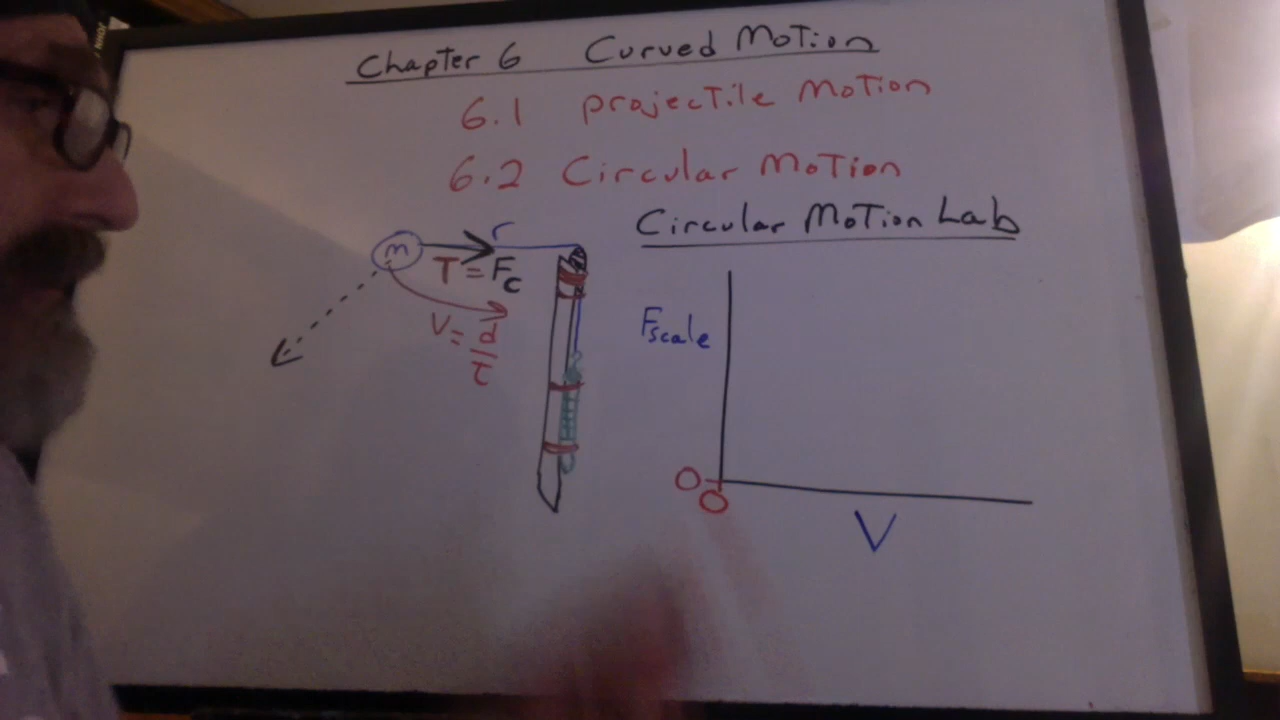 JOHN
Chapter 6 Curved Motion
6.1 projectile Motion
6.2 Circular Motion
Circular Motion Lab
m
r
T = Fc
V = d/t
Fscale
0
0
V